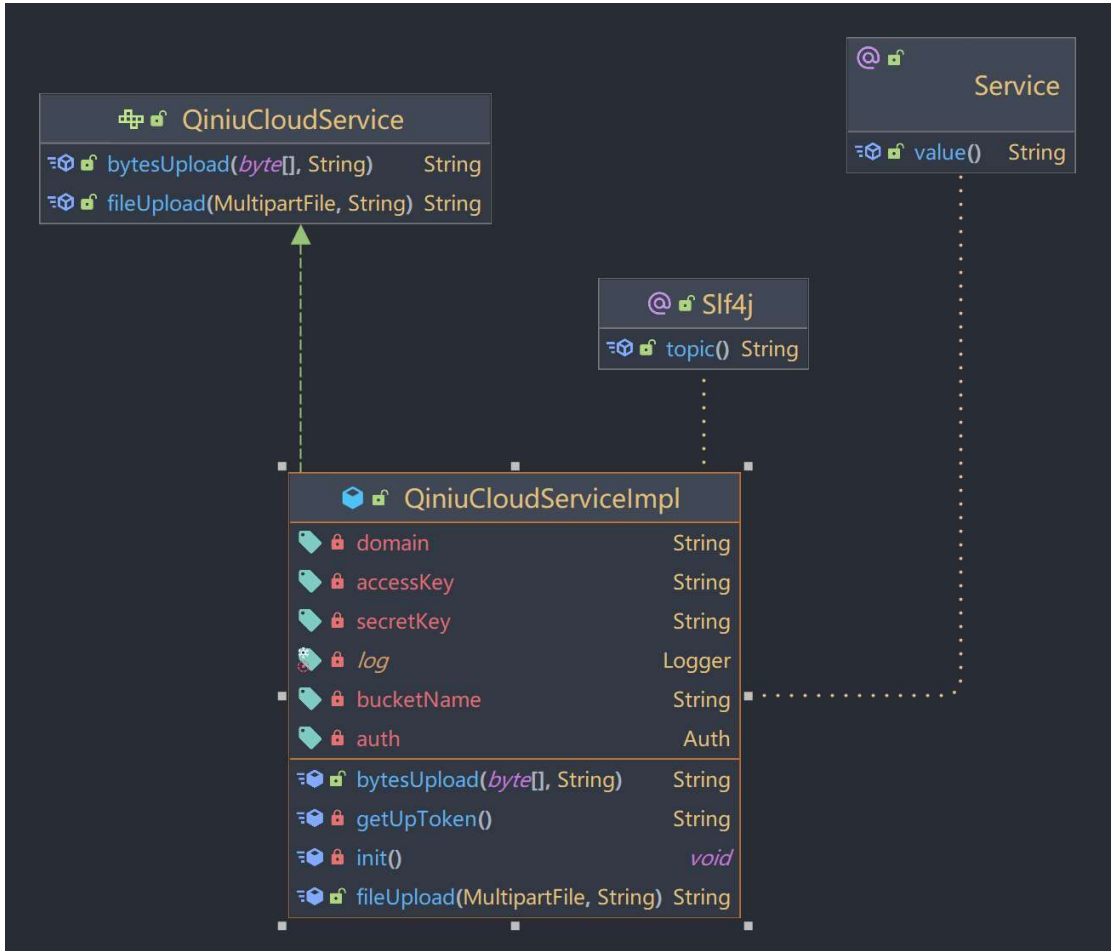 QiniuCloudService
bytesUpload(byte[], String) String
fileUpload(MultipartFile, String) String
Service
value() String
Slf4j
topic() String
QiniuCloudServiceImpl
domain String
accessKey String
secretKey String
log Logger
bucketName String
auth Auth
bytesUpload(byte[], String) String
getUpToken() String
init() void
fileUpload(MultipartFile, String) String